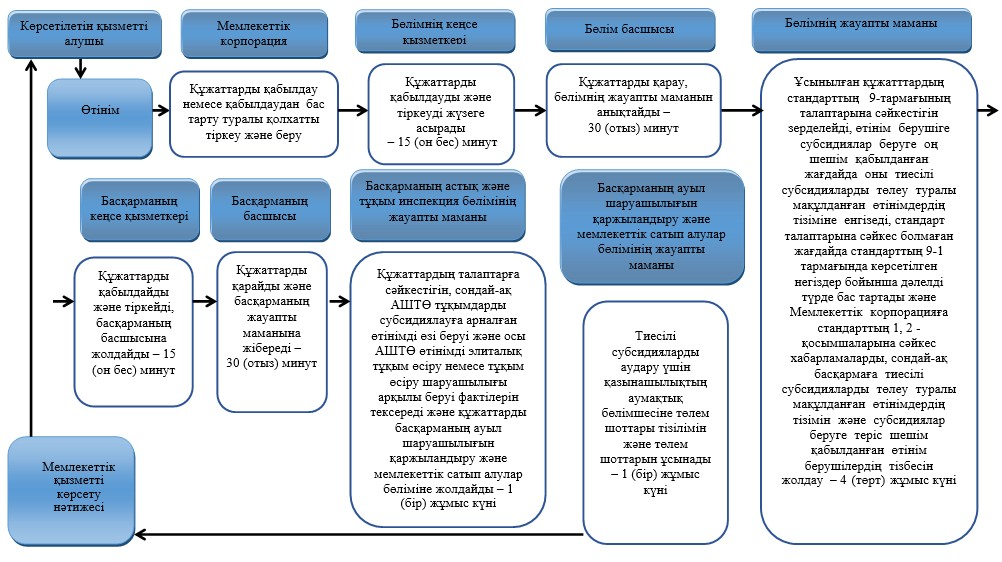 Көрсетілетін қызметті
алушы
Мемлекеттік
корпорация
Бөлімнің кеңсе
қызметкері
Бөлім басшысы
Бөлімнің жауапты маманы
Өтінім
Құжаттарды қабылдау
немесе қабылдаудан бас
тарту туралы қолхатты
тіркеу және беру
Құжаттарды
қабылдауды және
тіркеуді жүзеге
асырады
– 15 (он бес) минут
Құжаттарды қарау,
бөлімнің жауапты маманын
анықтайды –
30 (отыз) минут
Ұсынылған құжатттардың
стандарттың 9-тармағының
талаптарына сәйкестігін
зерделейді, өтінім берушіге
субсидиялар беруге оң
шешім қабылданған
жағдайда оны тиесілі
субсидияларды төлеу туралы
мақұлданған өтінімдердің
тізіміне енгізеді, стандарт
талаптарына сәйкес болмаған
жағдайда стандарттың 9-1
тармағында көрсетілген
негіздер бойынша дәлелді
түрде бас тартады және
Мемлекеттік корпорацияға
стандарттың 1, 2 -
қосымшаларына сәйкес
хабарламаларды, сондай-ақ
басқармаға тиесілі
субсидияларды төлеу туралы
мақұлданған өтінімдердің
тізімін және субсидиялар
беруге теріс шешім
қабылданған өтінім
берушілердің тізбесін
жолдау – 4 (төрт) жұмыс күні
Басқарманың
кеңсе қызметкері
Басқарманың
басшысы
Басқарманың астық және
тұқым инспекция бөлімінің
жауапты маманы
Басқарманың ауыл
шаруашылығын
қаржыландыру және
мемлекеттік сатып алулар
бөлімінің жауапты
маманы
Құжаттарды
қабылдайды
және тіркейді,
басқарманың
басшысына
жолдайды – 15
(он бес) минут
Құжаттарды
қарайды және
басқарманың
жауапты
маманына
жібереді –
30 (отыз) минут
Құжаттардың талаптарға
сәйкестігін, сондай-ақ
АШТӨ тұқымдарды
субсидиялауға арналған
өтінімді өзі беруі және осы
АШТӨ өтінімді элиталық
тұқым өсіру немесе тұқым
өсіру шаруашылығы
арқылы беруі фактілерін
тексереді және құжаттарды
басқарманың ауыл
шаруашылығын
қаржыландыру және
мемлекеттік сатып алулар
бөліміне жолдайды – 1
(бір) жұмыс күні
Тиесілі
субсидияларды
аудару үшін
қазынашылықтың
аумақтық
бөлімшесіне төлем
шоттары тізілімін
және төлем
шоттарын ұсынады
– 1 (бір) жұмыс
күні
Мемлекеттік
қызметті
көрсету
нәтижесі